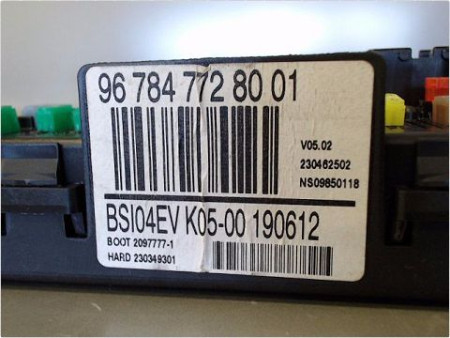 96 784 772 80 01
V05.02
230462502
NS09850118
BSI04EV K05-00 190612
BOOT 2097777-1
HARD 230349301